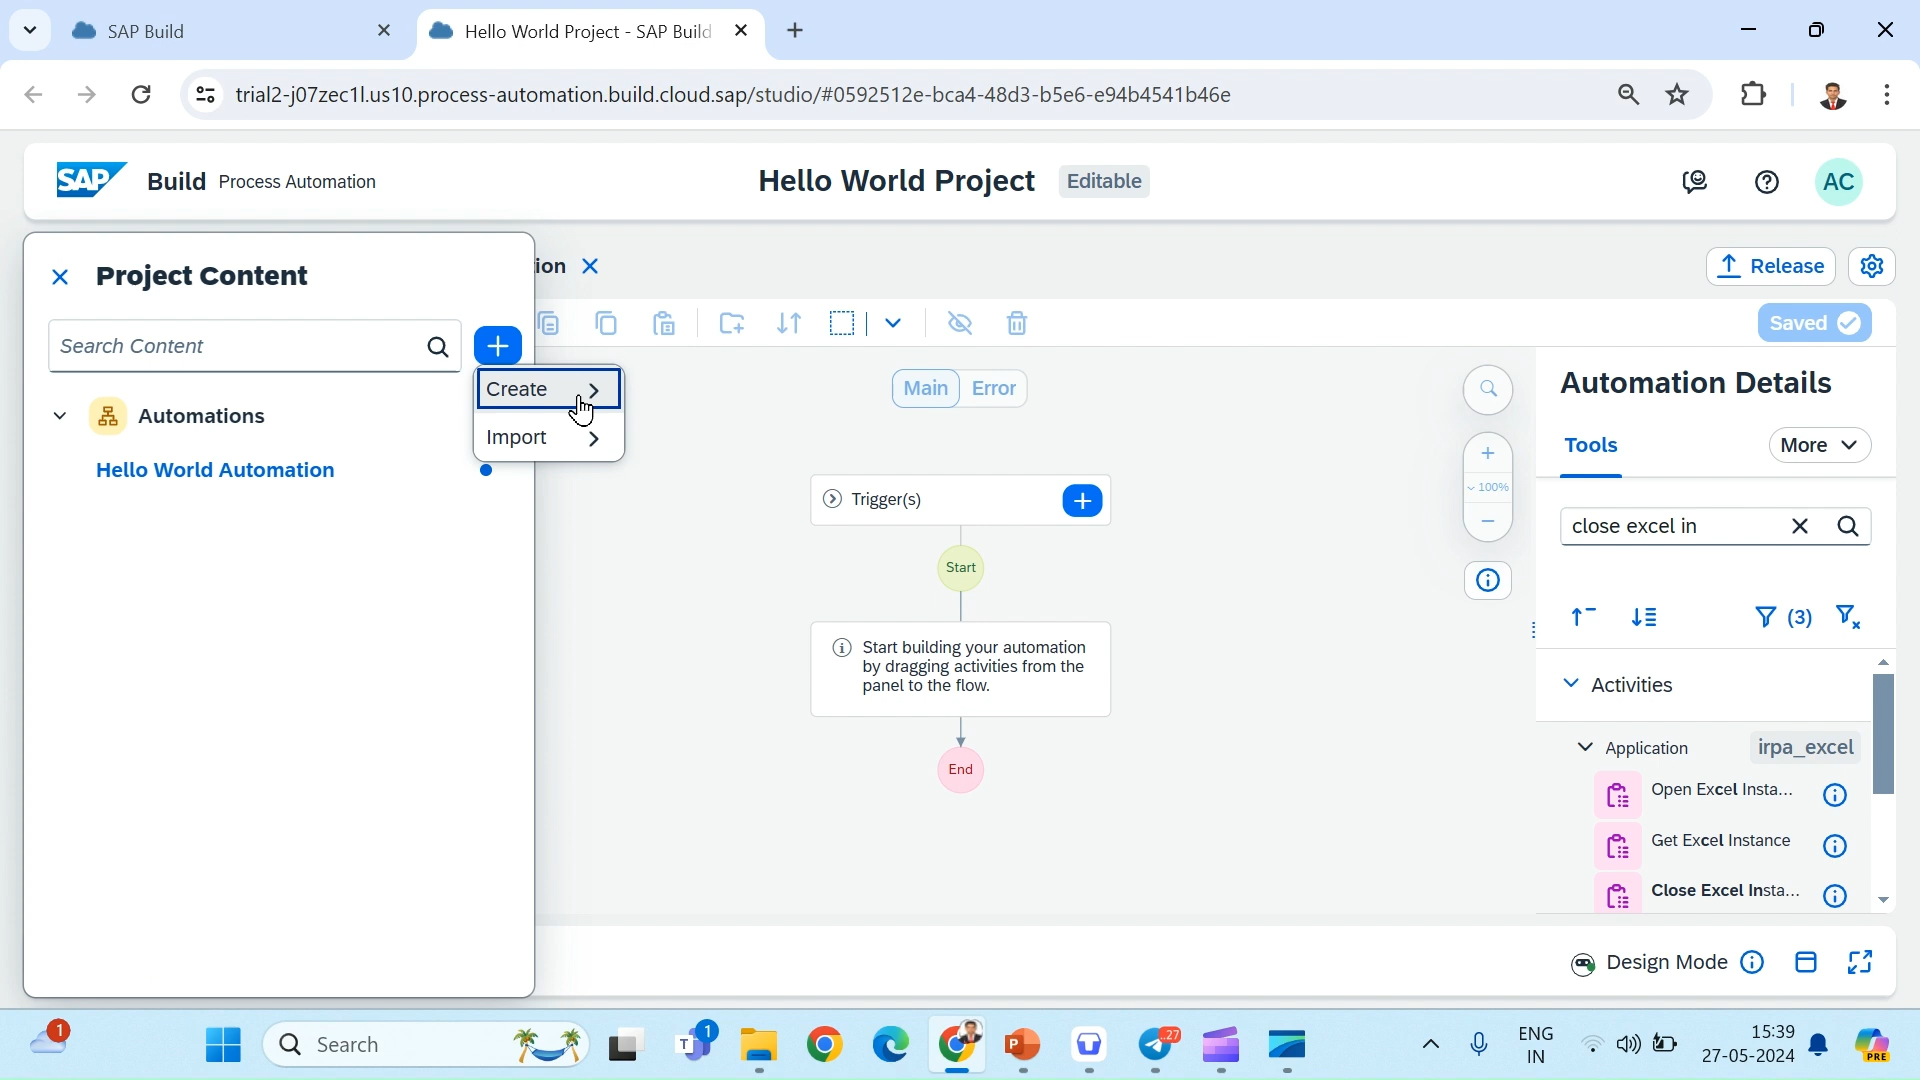 SAP Build
Hello World Project - SAP Build
trial2-j07zec1l.us10.process-automation.build.cloud.sap/studio/#0592512e-bca4-48d3-b5e6-e94b4541b46e
SAP Build Process Automation
Hello World Project Editable
AC
Project Content
ion
Release
Search Content
Saved
Create
Import
Automations
Hello World Automation
Main Error
Automation Details
Tools More
100%
close excel in
(3)
Trigger(s)
Start
Start building your automation
by dragging activities from the
panel to the flow.
End
Activities
Application irpa_excel
Open Excel Insta...
Get Excel Instance
Close Excel Insta...
Design Mode
1
Search
1
27
ENG
IN
15:39
27-05-2024
PRE